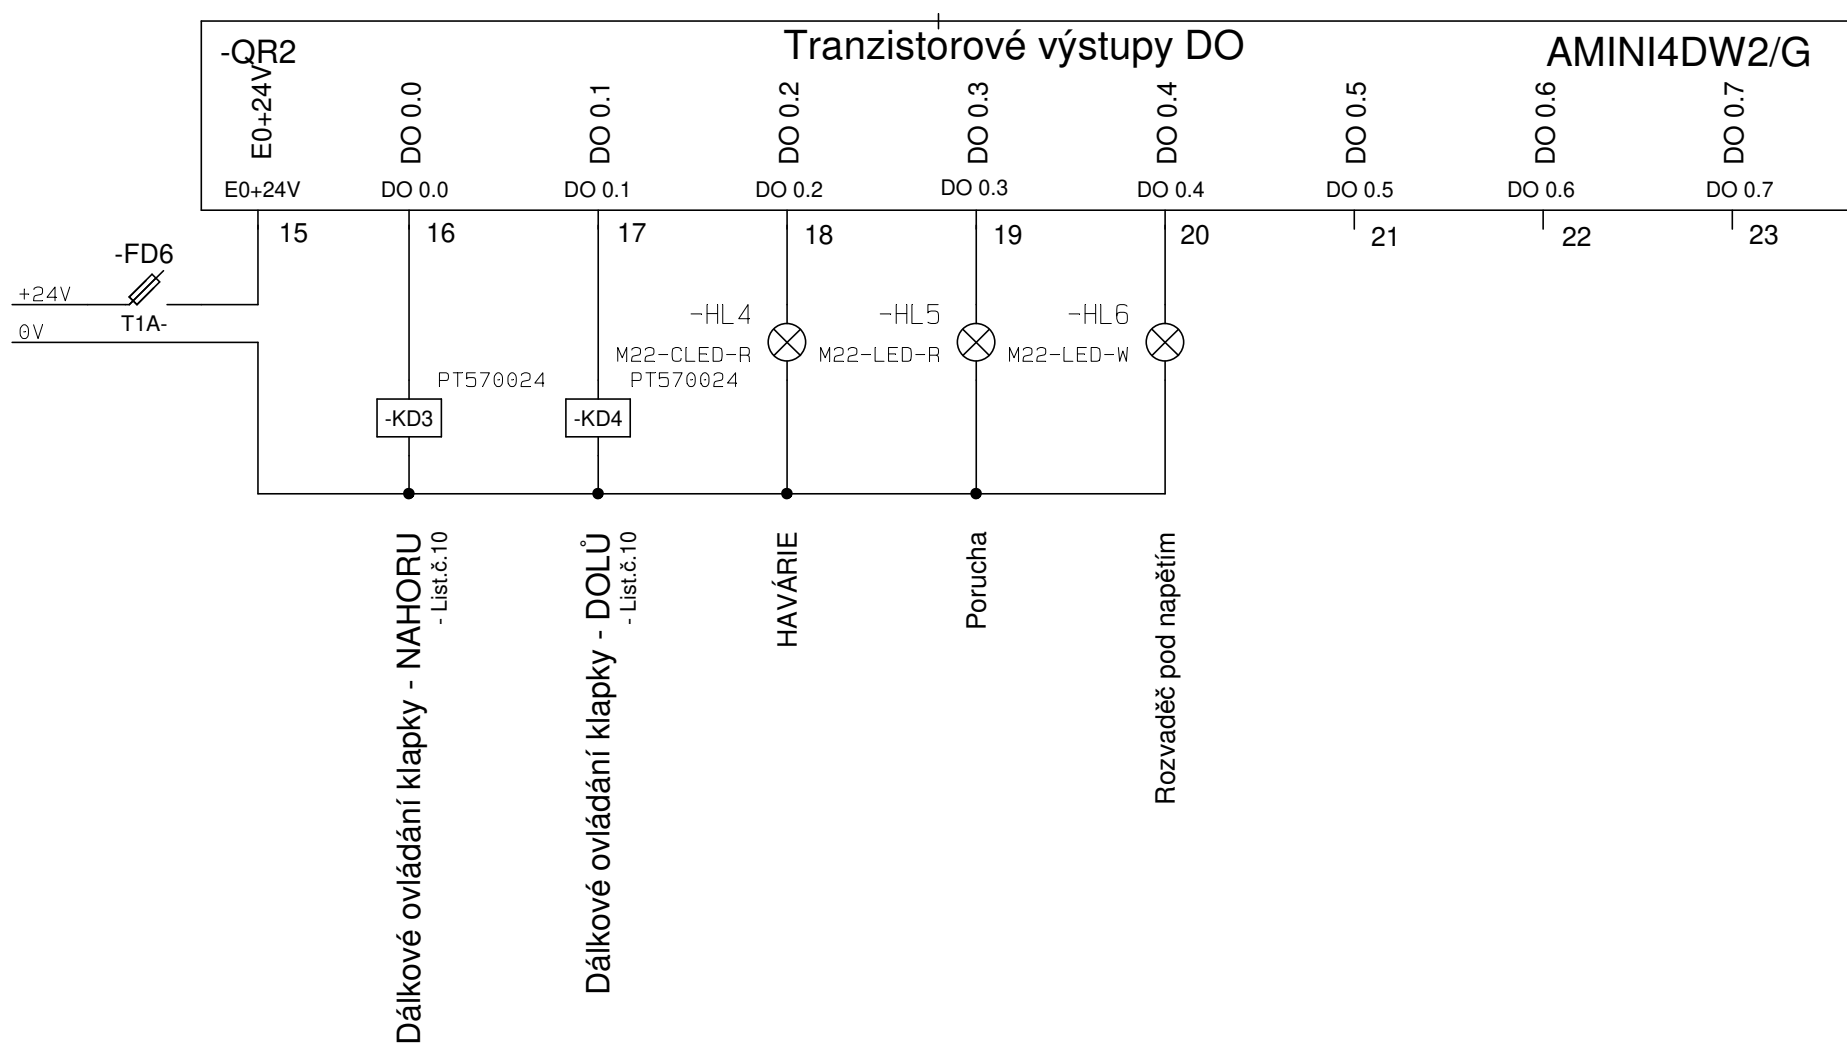 -QR2
Tranzistorové výstupy DO
AMINI4DW2/G
E0+24V
DO 0.0
DO 0.1
DO 0.2
DO 0.3
DO 0.4
DO 0.5
DO 0.6
DO 0.7
E0+24V
DO 0.0
DO 0.1
DO 0.2
DO 0.3
DO 0.4
DO 0.5
DO 0.6
DO 0.7
15
16
17
18
19
20
21
22
23
-FD6
+24V
T1A-
0V
-HL4
M22-CLED-R
-HL5
M22-LED-R
-HL6
M22-LED-W
PT570024
PT570024
-KD3
-KD4
Dálkové ovládání klapky - NAHORU
- List.č.10
Dálkové ovládání klapky - DOLŮ
- List.č.10
HAVÁRIE
Porucha
Rozvaděč pod napětím